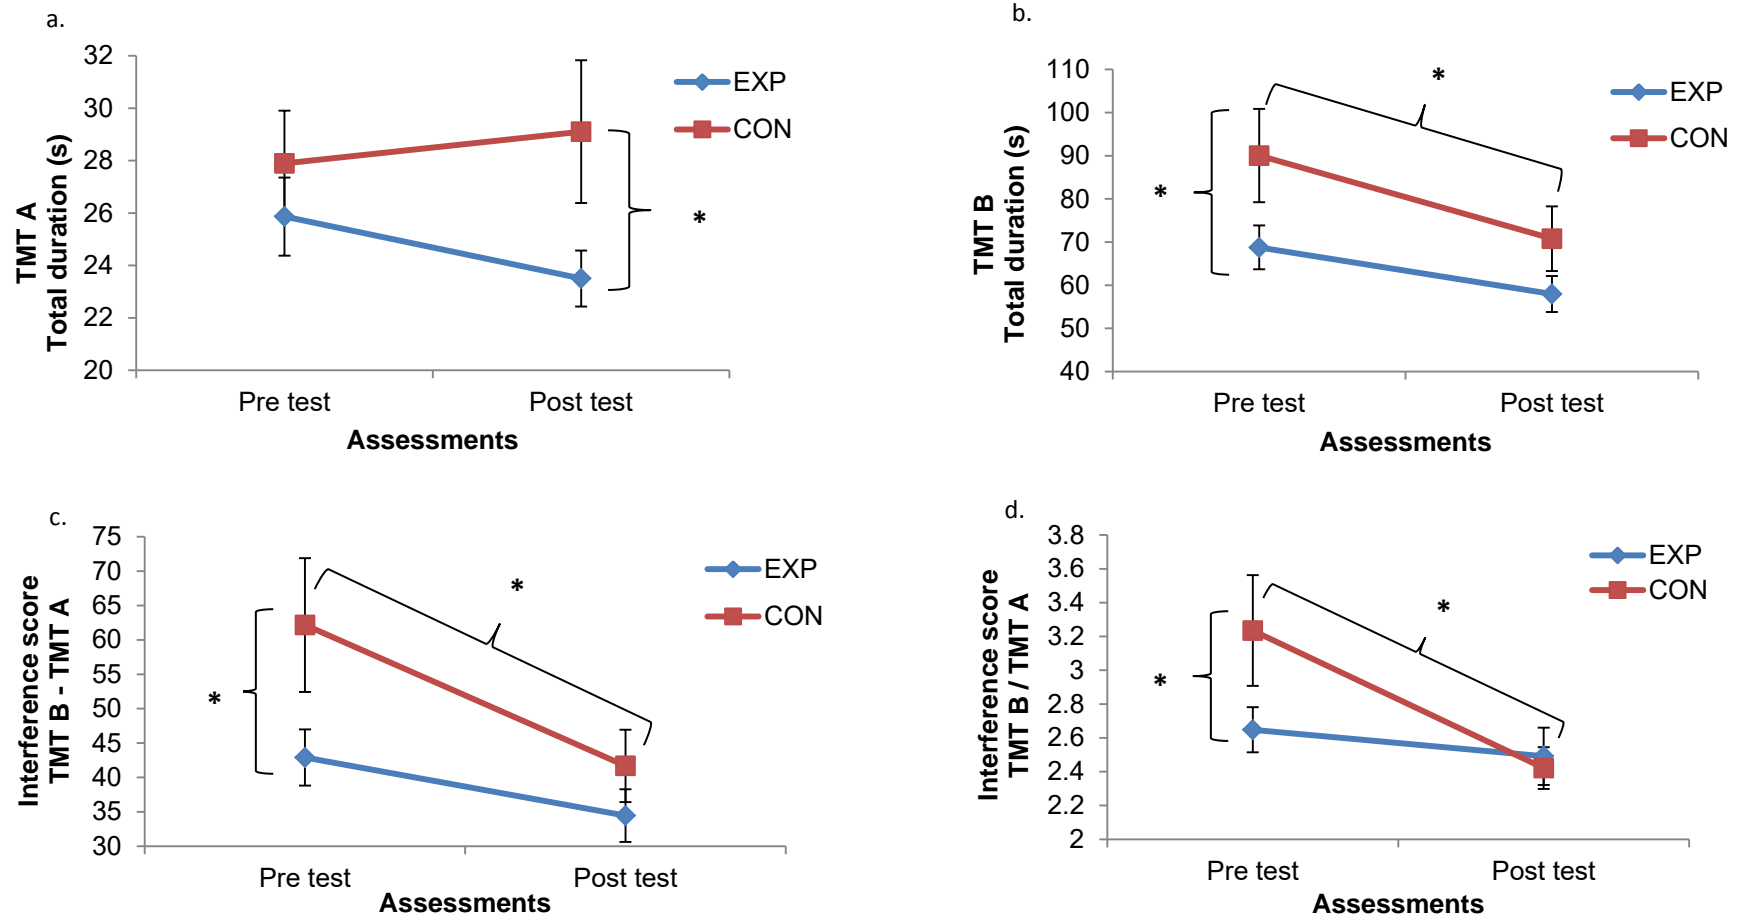 a.
TMT A
Total duration (s)
32
30
28
26
24
22
20
EXP
CON
*
Pre test
Post test
Assessments
b.
TMT B
Total duration (s)
110
100
90
80
70
60
50
40
*
*
EXP
CON
Pre test
Post test
Assessments
c.
Interference score
TMT B - TMT A
75
70
65
60
55
50
45
40
35
30
*
*
EXP
CON
Pre test
Post test
Assessments
d.
Interference score
TMT B / TMT A
3.8
3.6
3.4
3.2
3
2.8
2.6
2.4
2.2
2
*
*
EXP
CON
Pre test
Post test
Assessments